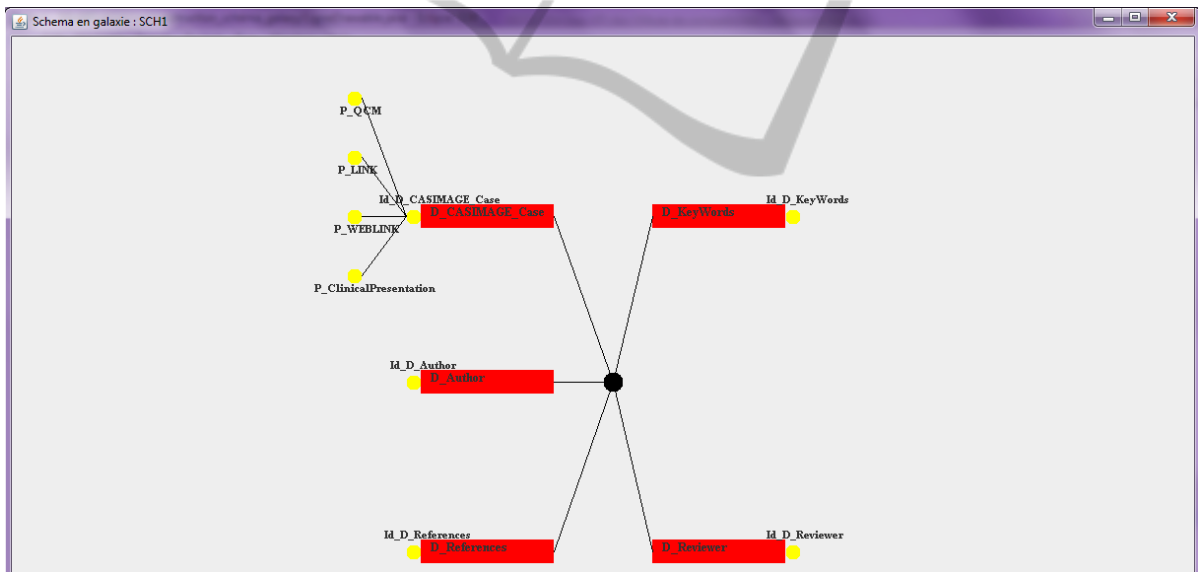 Schema en galaxie : SCH1
P_QCM
P_LINK
Id_D_CASIMAGE_Case
D_CASIMAGE_Case
P_WEBLINK
P_ClinicalPresentation
Id_D_KeyWords
D_KeyWords
Id_D_Author
D_Author
Id_D_References
D_References
Id_D_Reviewer
D_Reviewer